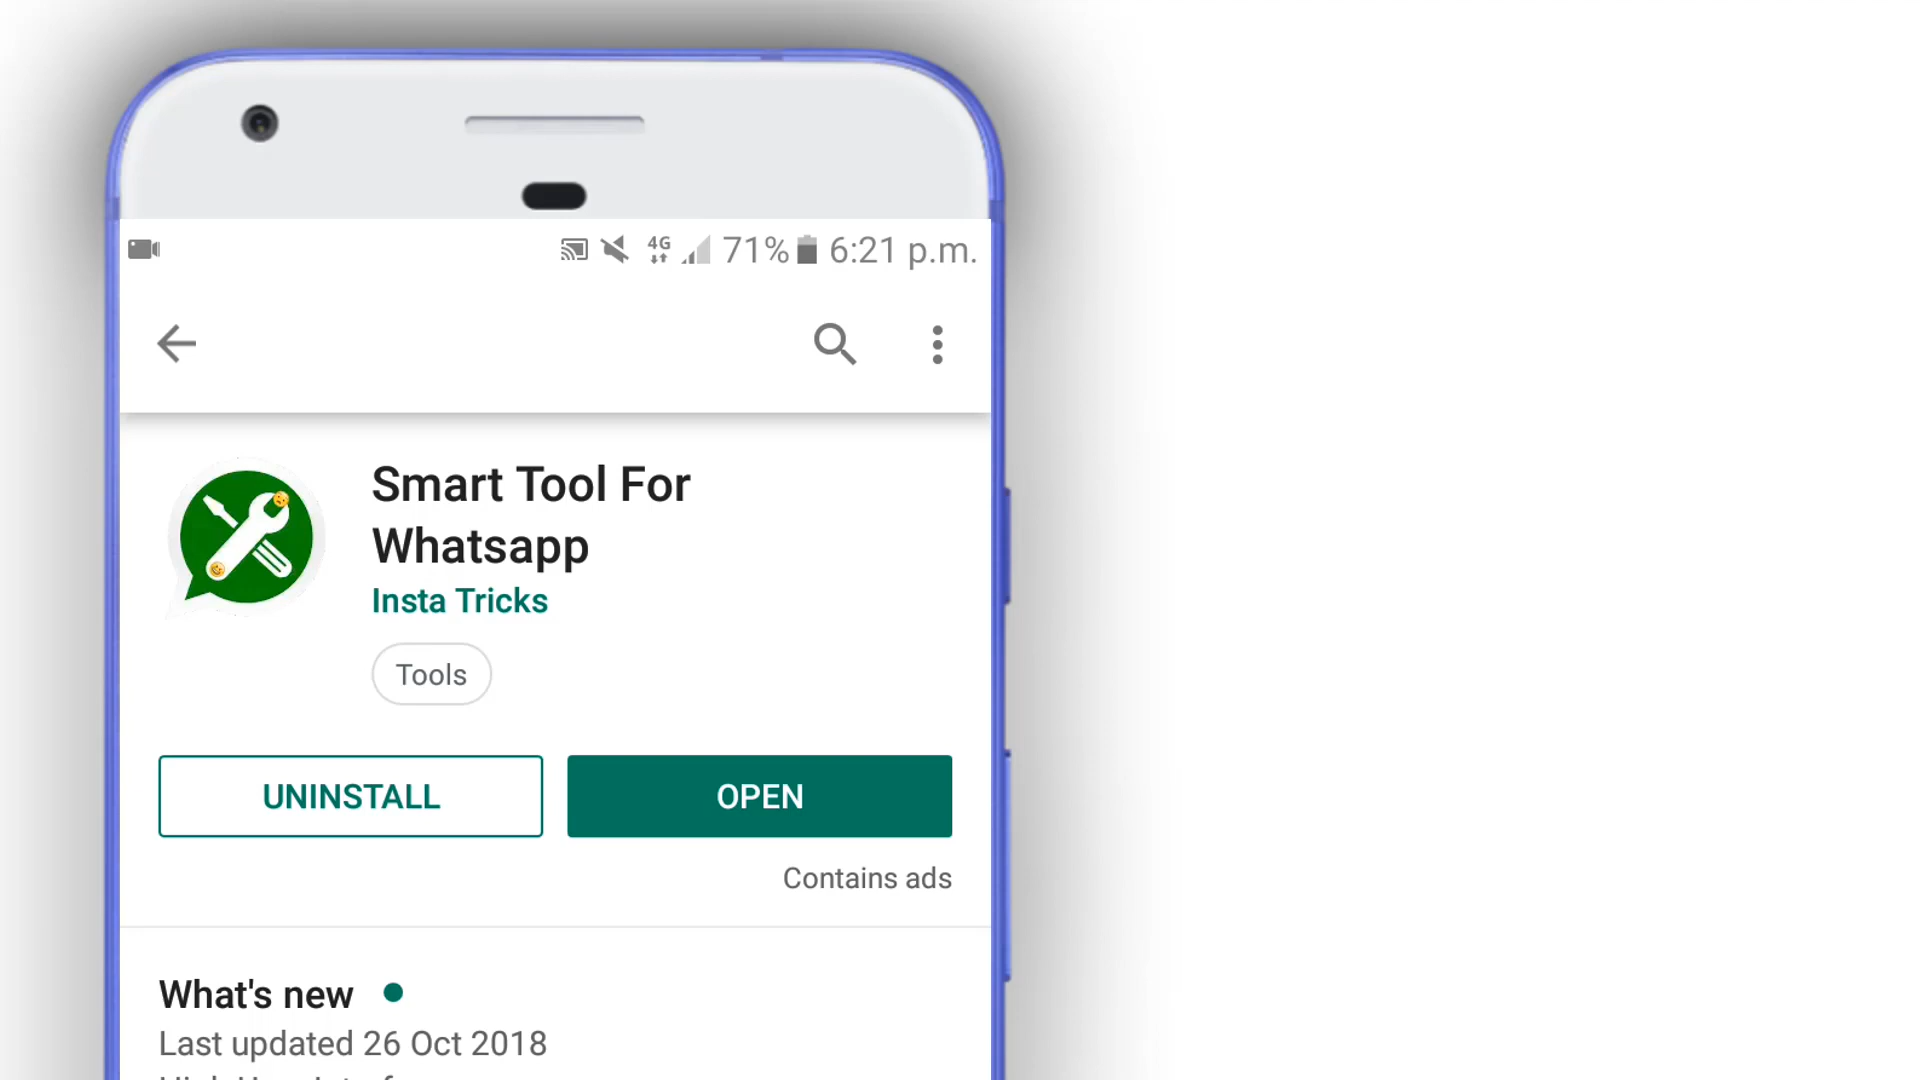 4G 71% 6:21 p.m.
Smart Tool For
Whatsapp
Insta Tricks
Tools
UNINSTALL OPEN
Contains ads
What's new
Last updated 26 Oct 2018